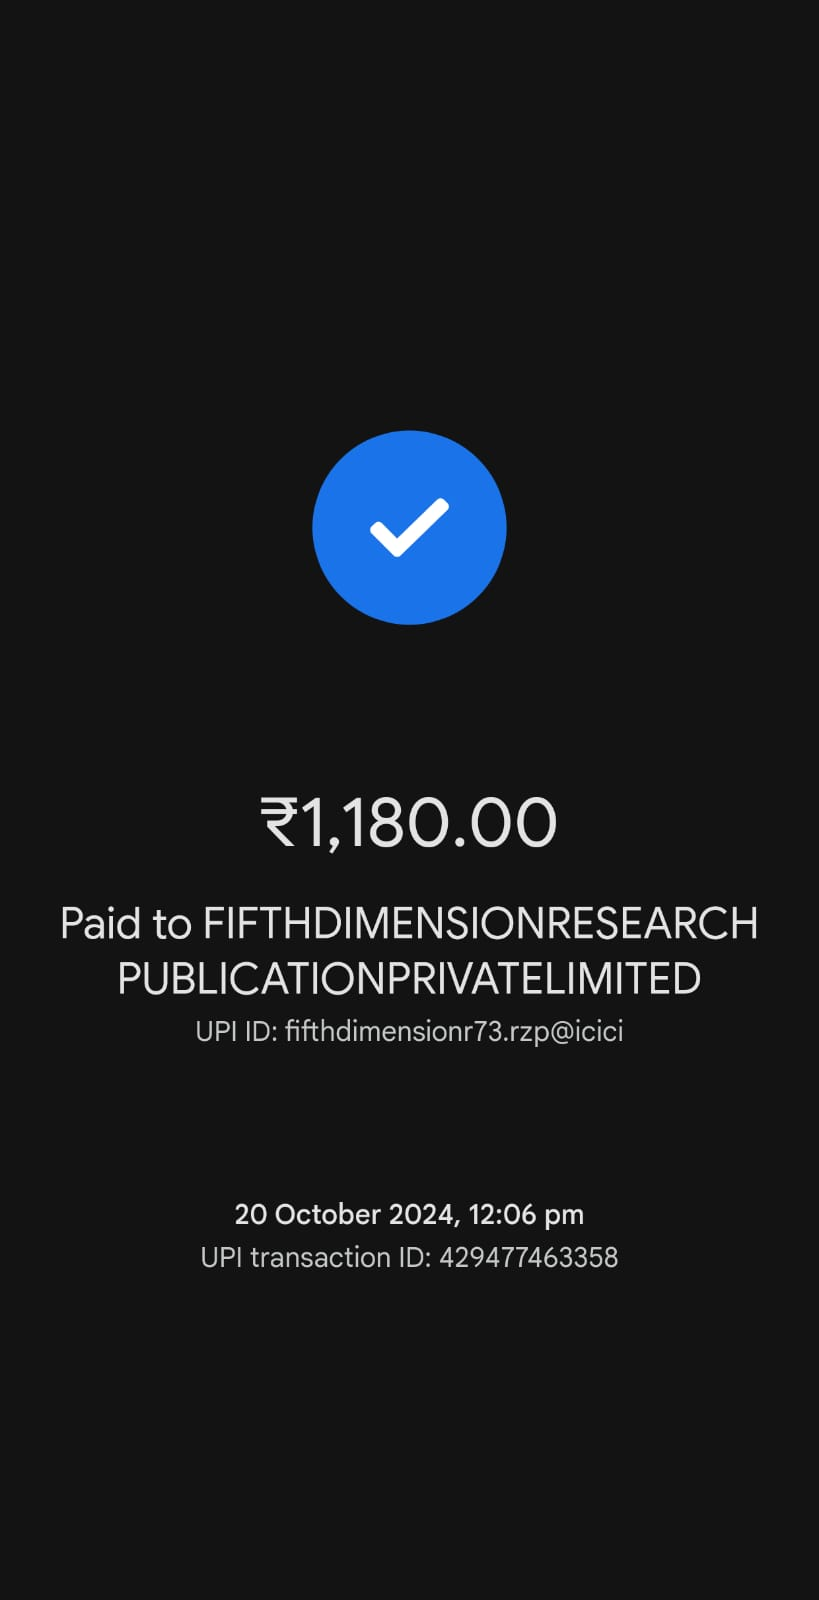 ₹1,180.00
Paid to FIFTHDIMENSIONRESEARCH
PUBLICATIONPRIVATELIMITED
UPI ID: fifthdimensionr73.rzp@icici
20 October 2024, 12:06 pm
UPI transaction ID: 429477463358